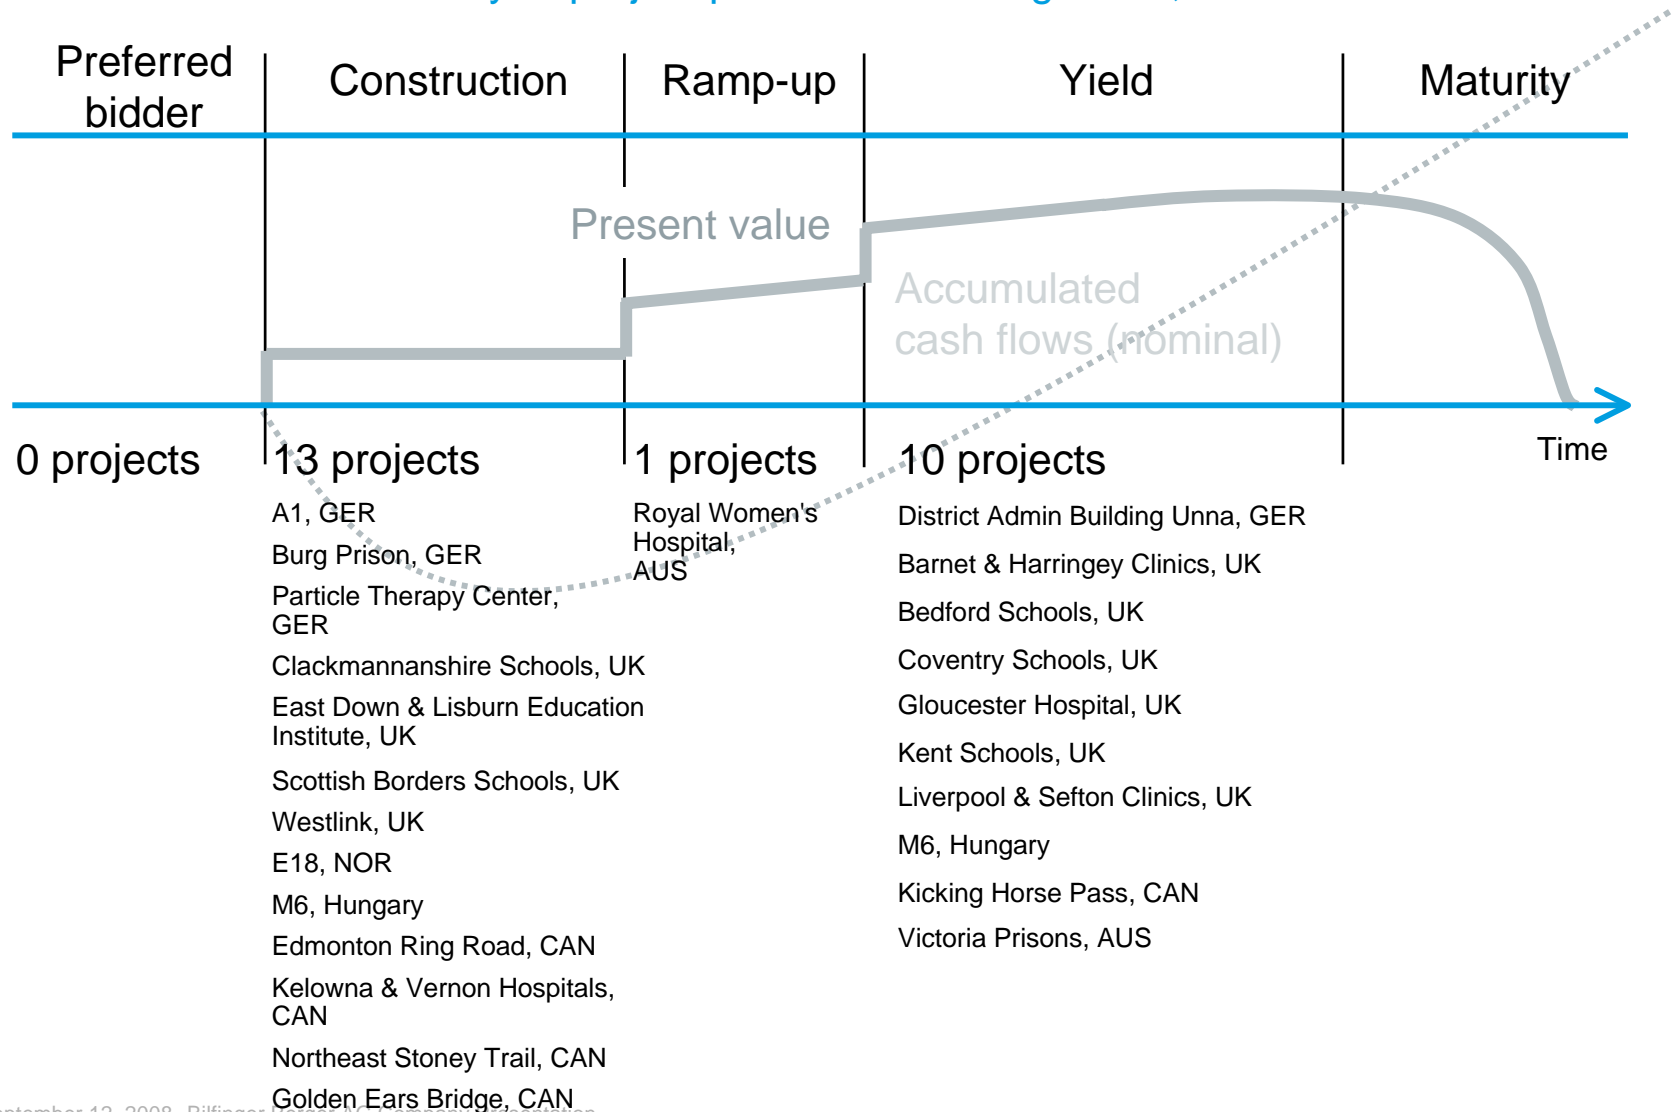 Preferred
bidder
Construction
Ramp-up
Yield
Maturity
Present value
Accumulated
cash flows (nominal)
Time
0 projects
13 projects
A1, GER
Burg Prison, GER
Particle Therapy Center,
GER
Clackmannanshire Schools, UK
East Down & Lisburn Education
Institute, UK
Scottish Borders Schools, UK
Westlink, UK
E18, NOR
M6, Hungary
Edmonton Ring Road, CAN
Kelowna & Vernon Hospitals,
CAN
Northeast Stoney Trail, CAN
Golden Ears Bridge, CAN
1 projects
Royal Women's
Hospital,
AUS
10 projects
District Admin Building Unna, GER
Barnet & Harringey Clinics, UK
Bedford Schools, UK
Coventry Schools, UK
Gloucester Hospital, UK
Kent Schools, UK
Liverpool & Sefton Clinics, UK
M6, Hungary
Kicking Horse Pass, CAN
Victoria Prisons, AUS